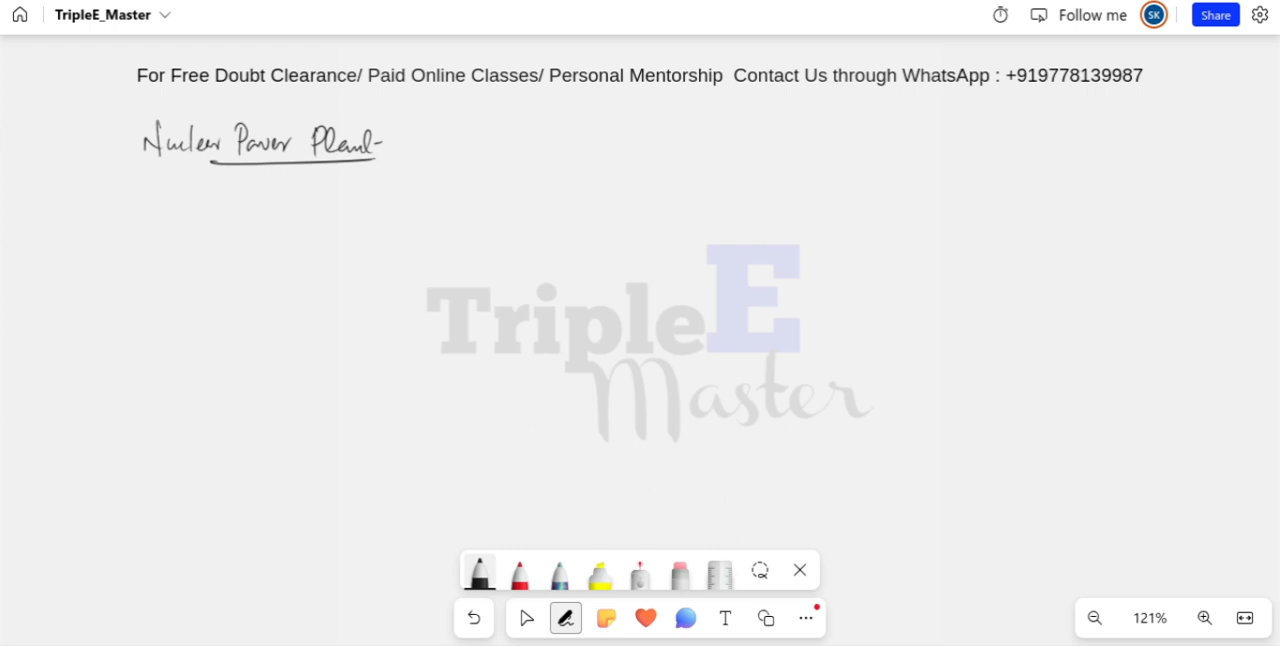 TripleE_Master
Follow me
SK
Share
For Free Doubt Clearance/ Paid Online Classes/ Personal Mentorship Contact Us through WhatsApp : +919778139987
Nuclear Power Plant
TripleE
Master
T
121%